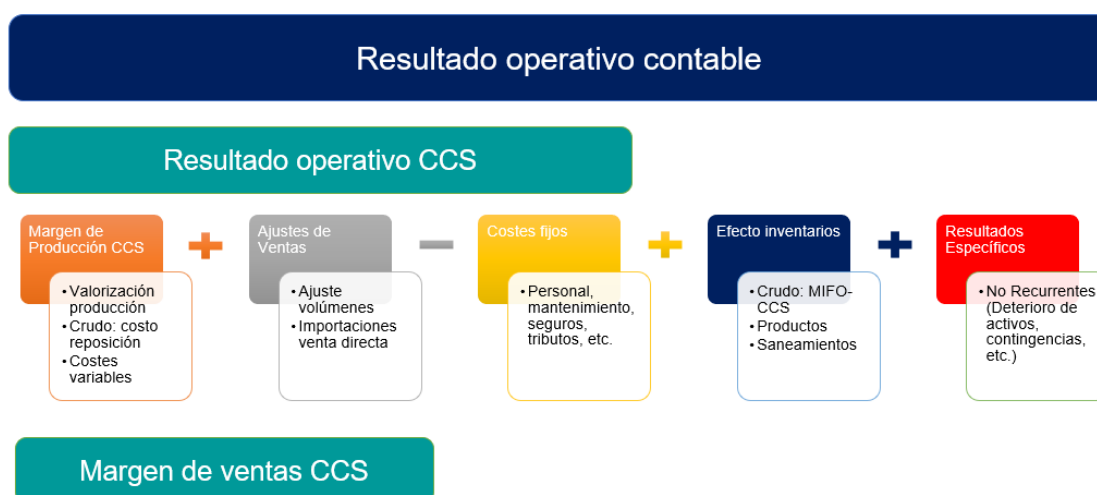 Resultado operativo contable
Resultado operativo CCS
Margen de
Producción CCS
• Valorización
producción
• Crudo: costo
reposición
• Costes
variables
+
Ajustes de
Ventas
• Ajuste
volúmenes
• Importaciones
venta directa
−
Costes fijos
• Personal,
mantenimiento,
seguros,
tributos, etc.
+
Efecto inventarios
• Crudo: MIFO-
CCS
• Productos
• Saneamientos
+
Resultados
Específicos
• No Recurrentes
(Deterioro de
activos,
contingencias,
etc.)
Margen de ventas CCS